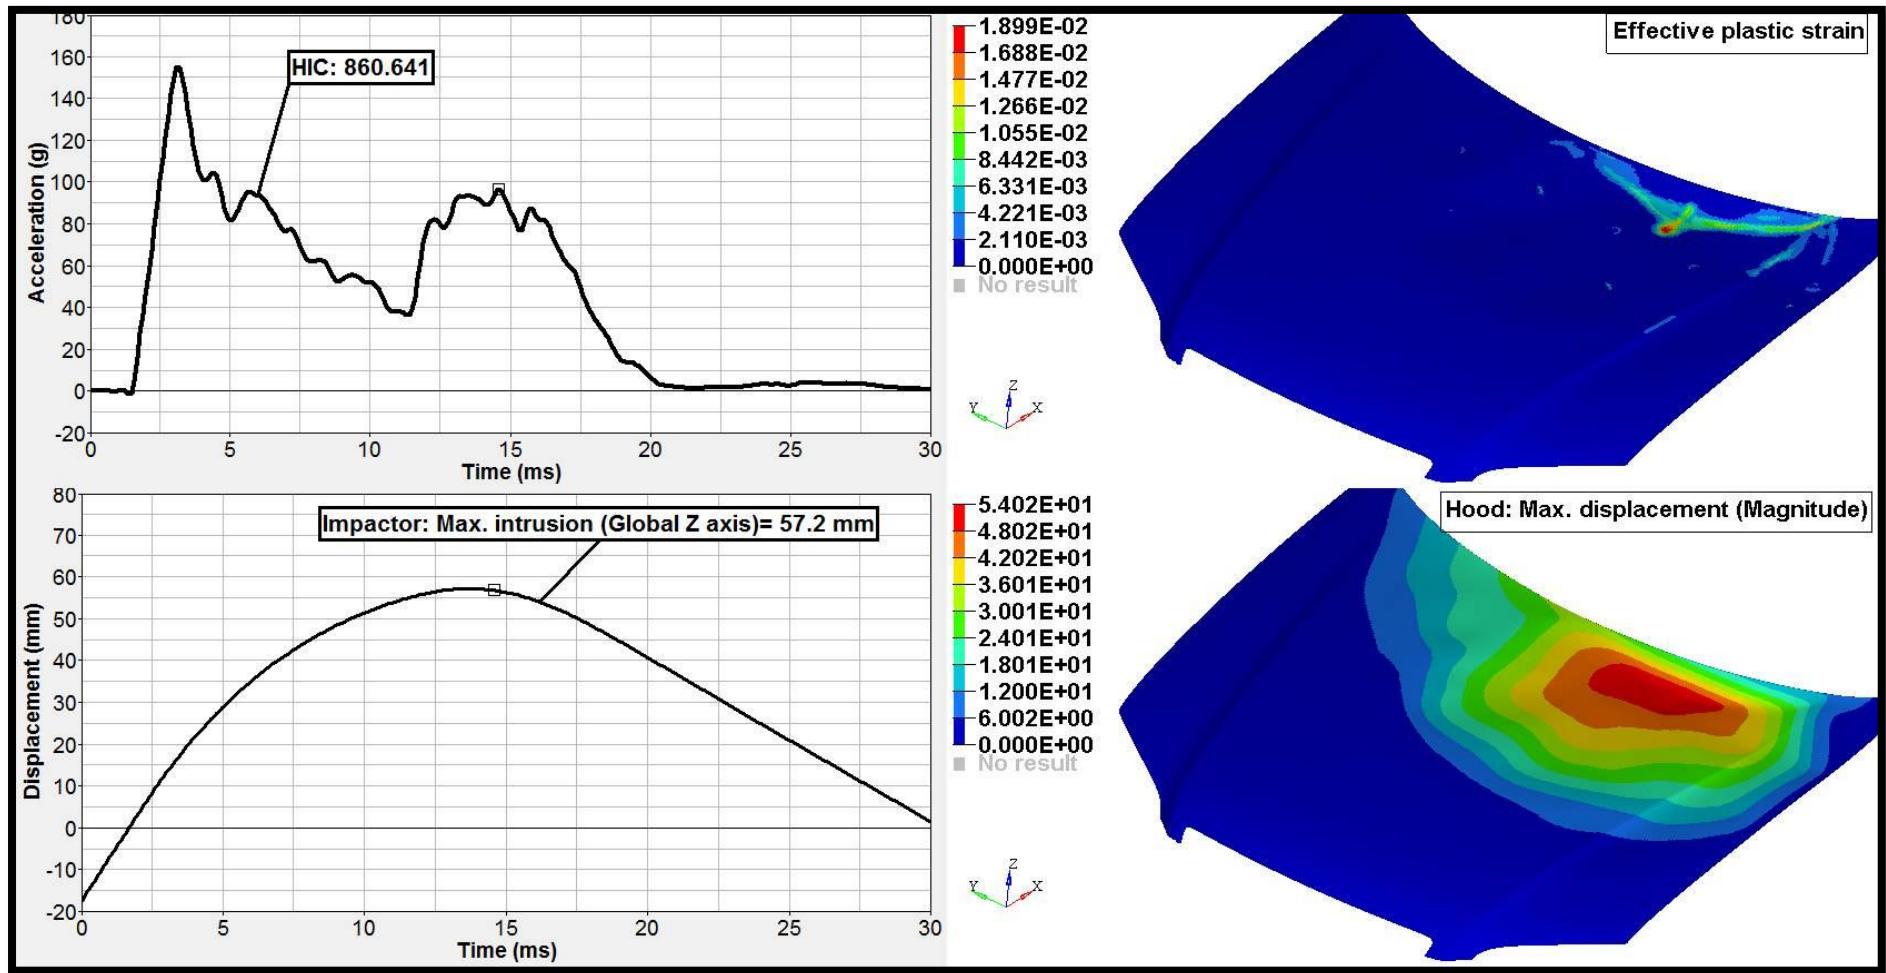 180
160
140
120
100
80
60
40
20
0
-20
Acceleration (g)
HIC: 860.641
0 5 10 15 20 25 30
Time (ms)
1.899E-02
1.688E-02
1.477E-02
1.266E-02
1.055E-02
8.442E-03
6.331E-03
4.221E-03
2.110E-03
0.000E+00
No result
Effective plastic strain
Z
Y X
80
70
60
50
40
30
20
10
0
-10
-20
Displacement (mm)
Impactor: Max. intrusion (Global Z axis)= 57.2 mm
0 5 10 15 20 25 30
Time (ms)
5.402E+01
4.802E+01
4.202E+01
3.601E+01
3.001E+01
2.401E+01
1.801E+01
1.200E+01
6.002E+00
0.000E+00
No result
Hood: Max. displacement (Magnitude)
Z
Y X